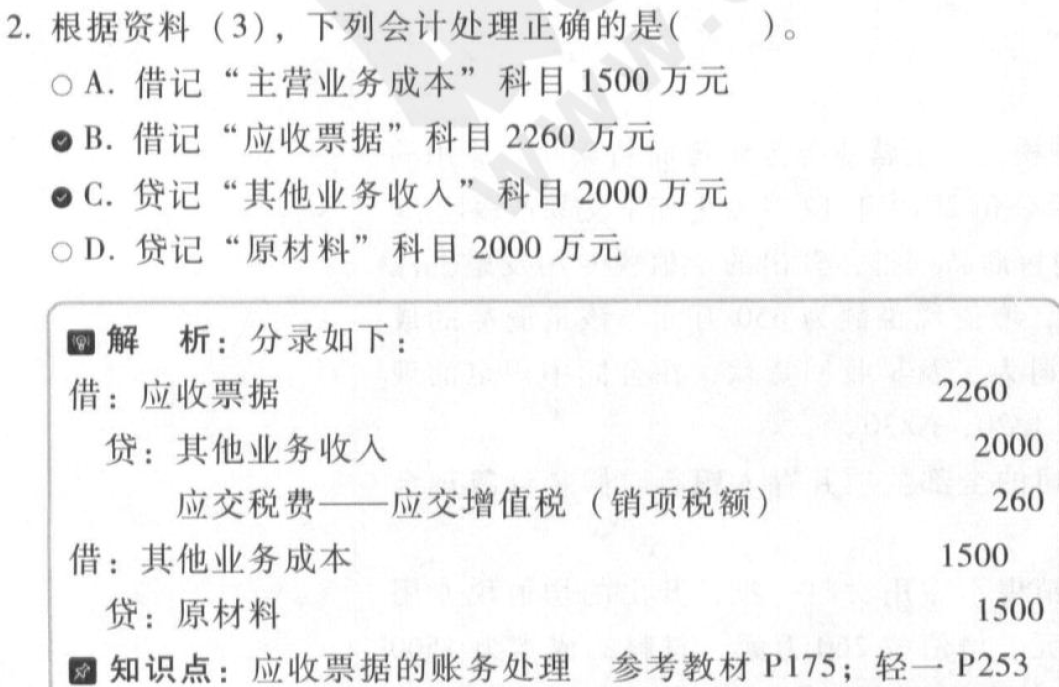 2. 根据资料（3），下列会计处理正确的是(　　)。
A. 借记“主营业务成本”科目 1500 万元
B. 借记“应收票据”科目 2260 万元
C. 贷记“其他业务收入”科目 2000 万元
D. 贷记“原材料”科目 2000 万元
解　析：分录如下：
借：应收票据 2260
贷：其他业务收入 2000
应交税费——应交增值税（销项税额） 260
借：其他业务成本 1500
贷：原材料 1500
知识点：应收票据的账务处理　参考教材 P175；轻一 P253